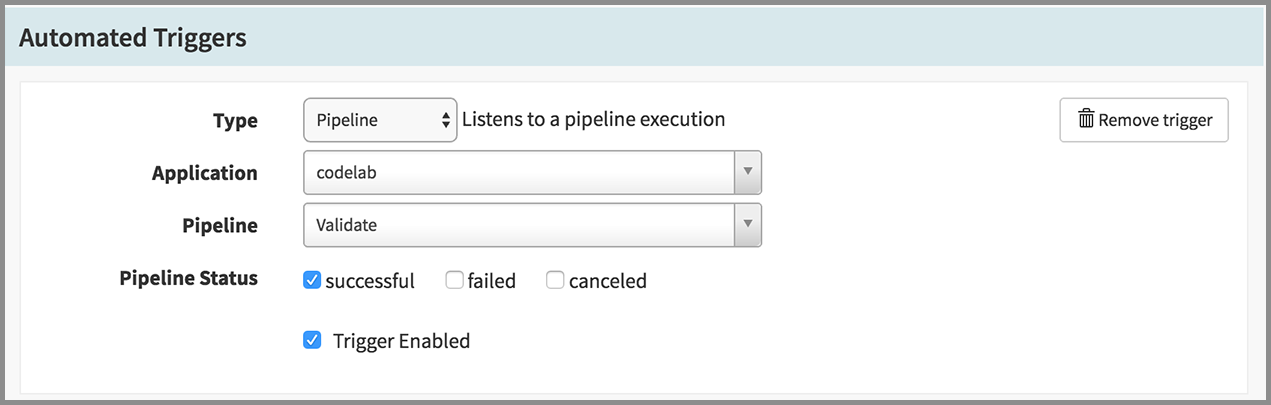 Automated Triggers
Type Pipeline Listens to a pipeline execution Remove trigger
Application codelab
Pipeline Validate
Pipeline Status successful failed canceled
Trigger Enabled